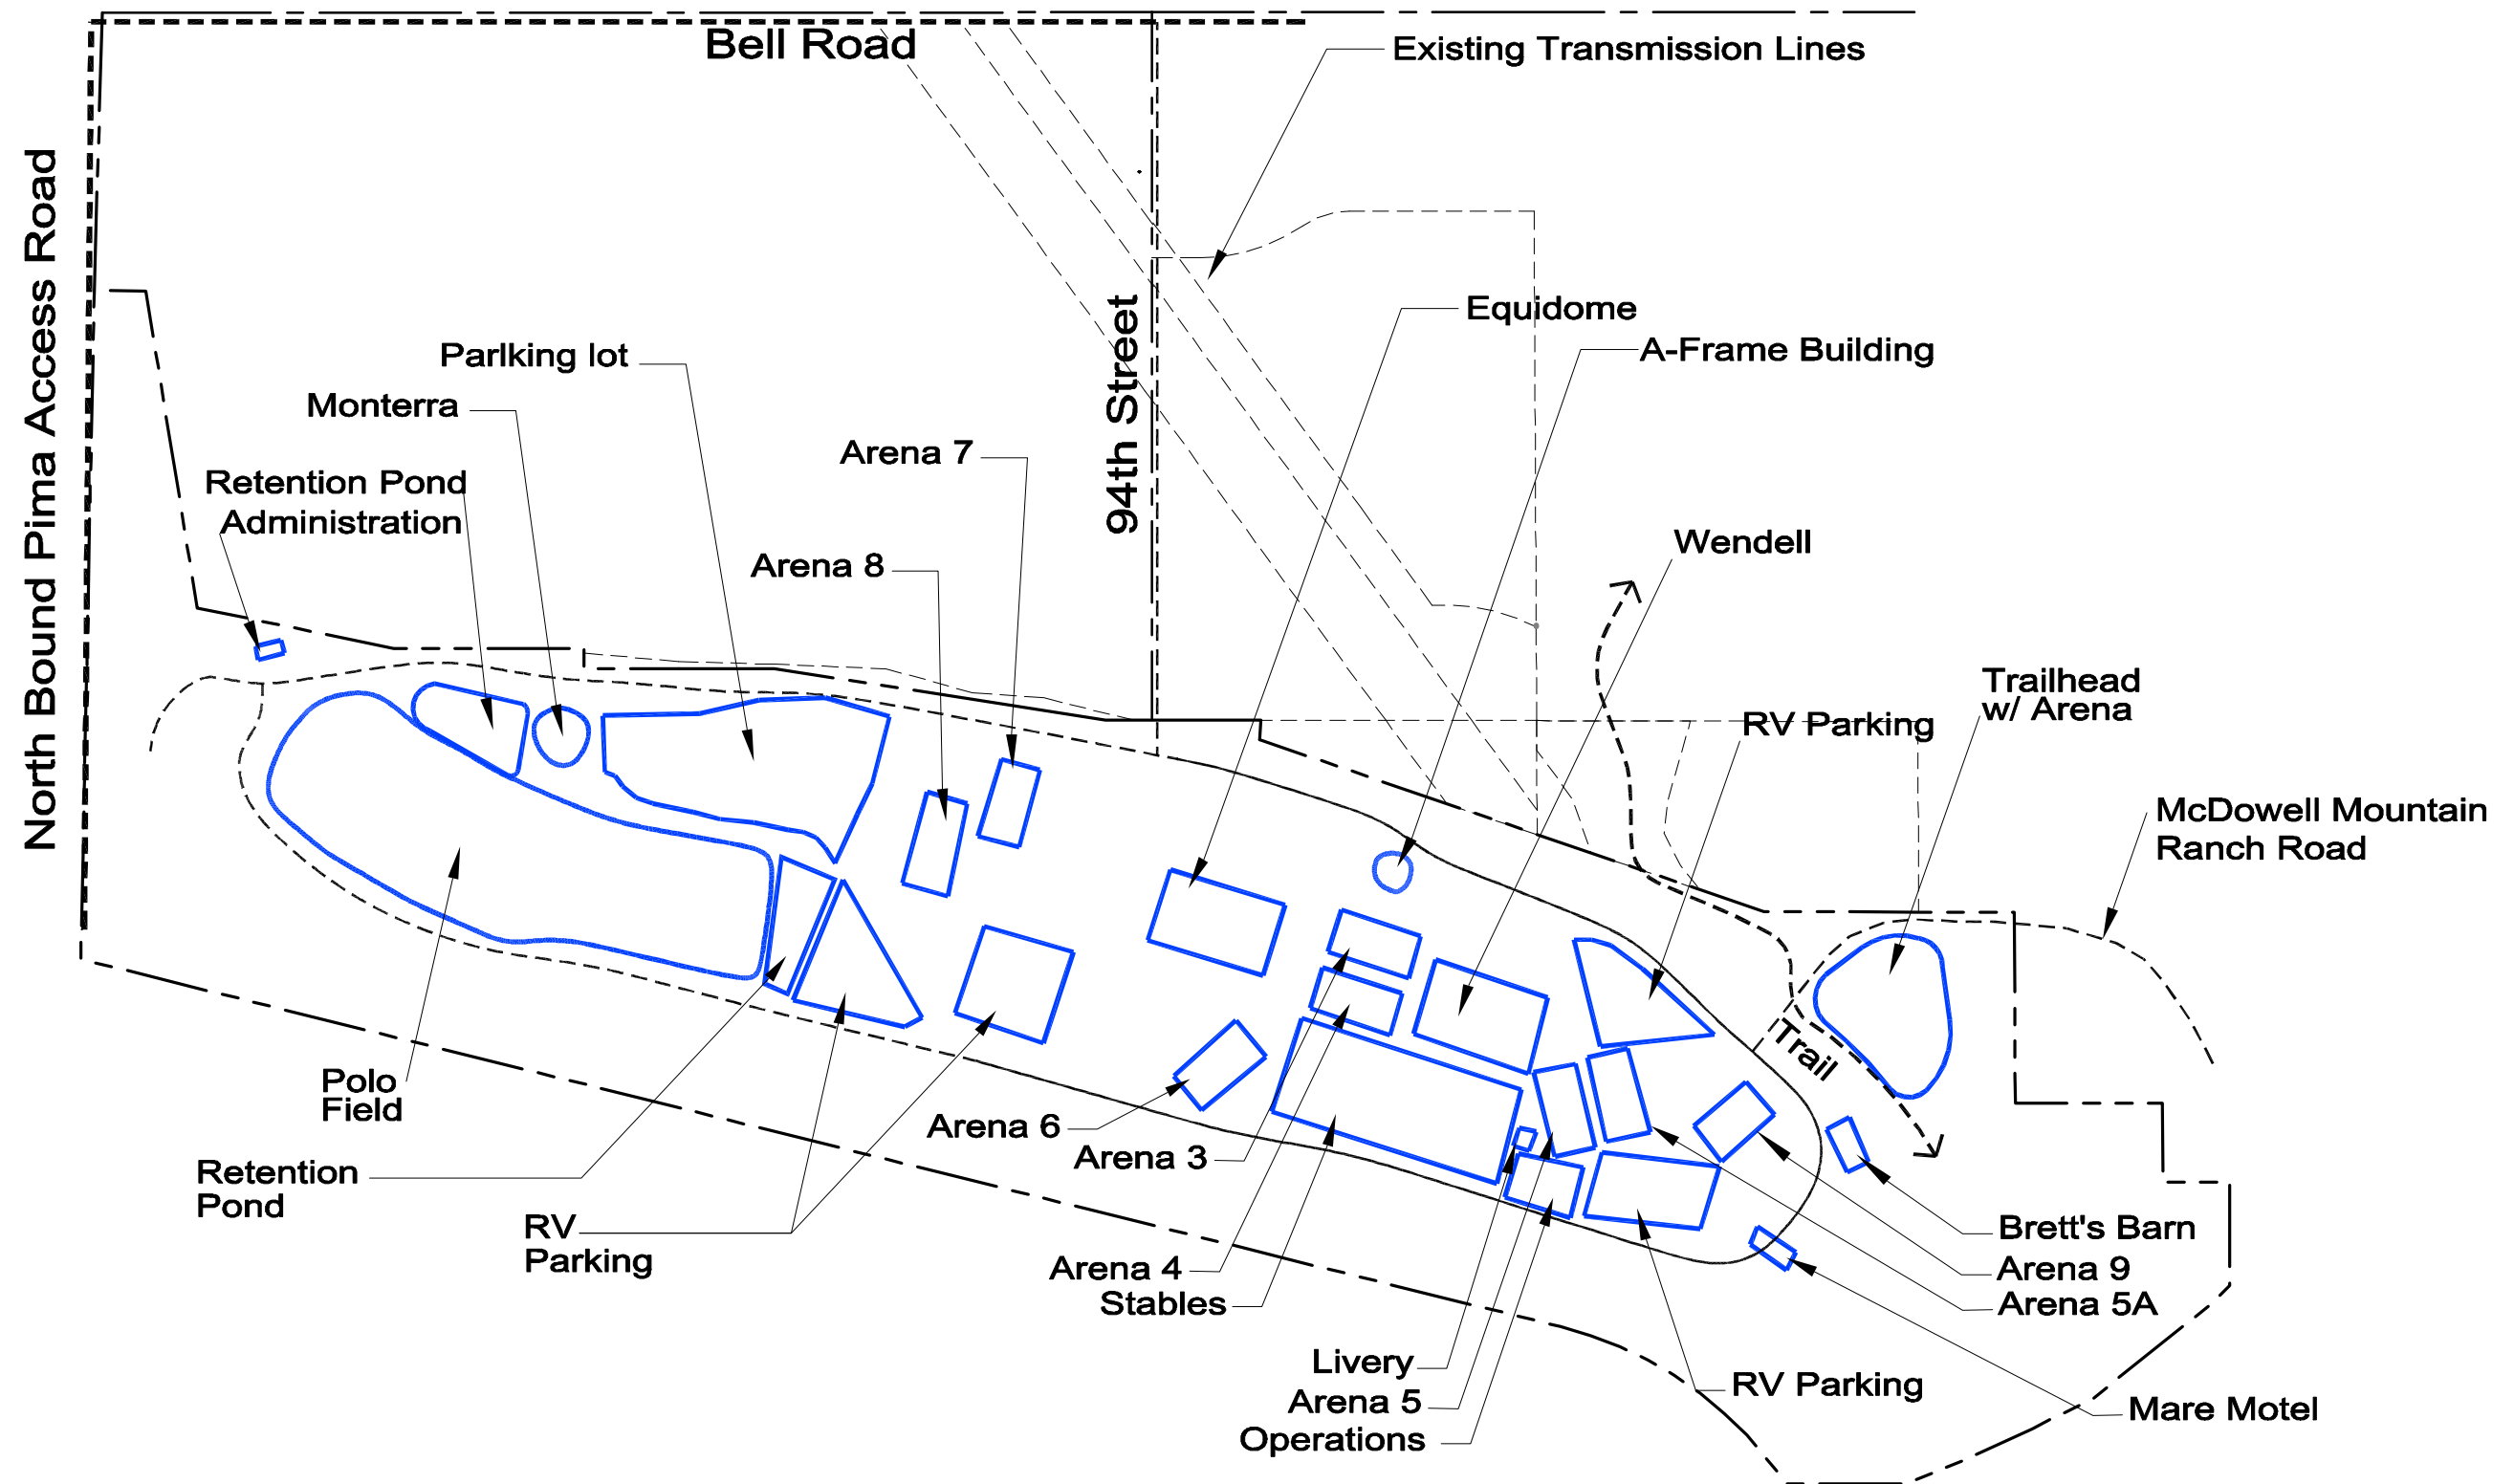 Bell Road
Existing Transmission Lines
North Bound Pima Access Road
94th Street
Equidome
A-Frame Building
Parlking lot
Monterra
Arena 7
Retention Pond
Administration
Arena 8
Wendell
Trailhead
w/ Arena
RV Parking
McDowell Mountain
Ranch Road
Trail
Polo
Field
Arena 6
Arena 3
Retention
Pond
RV
Parking
Arena 4
Stables
Brett's Barn
Arena 9
Arena 5A
Livery
Arena 5
Operations
RV Parking
Mare Motel